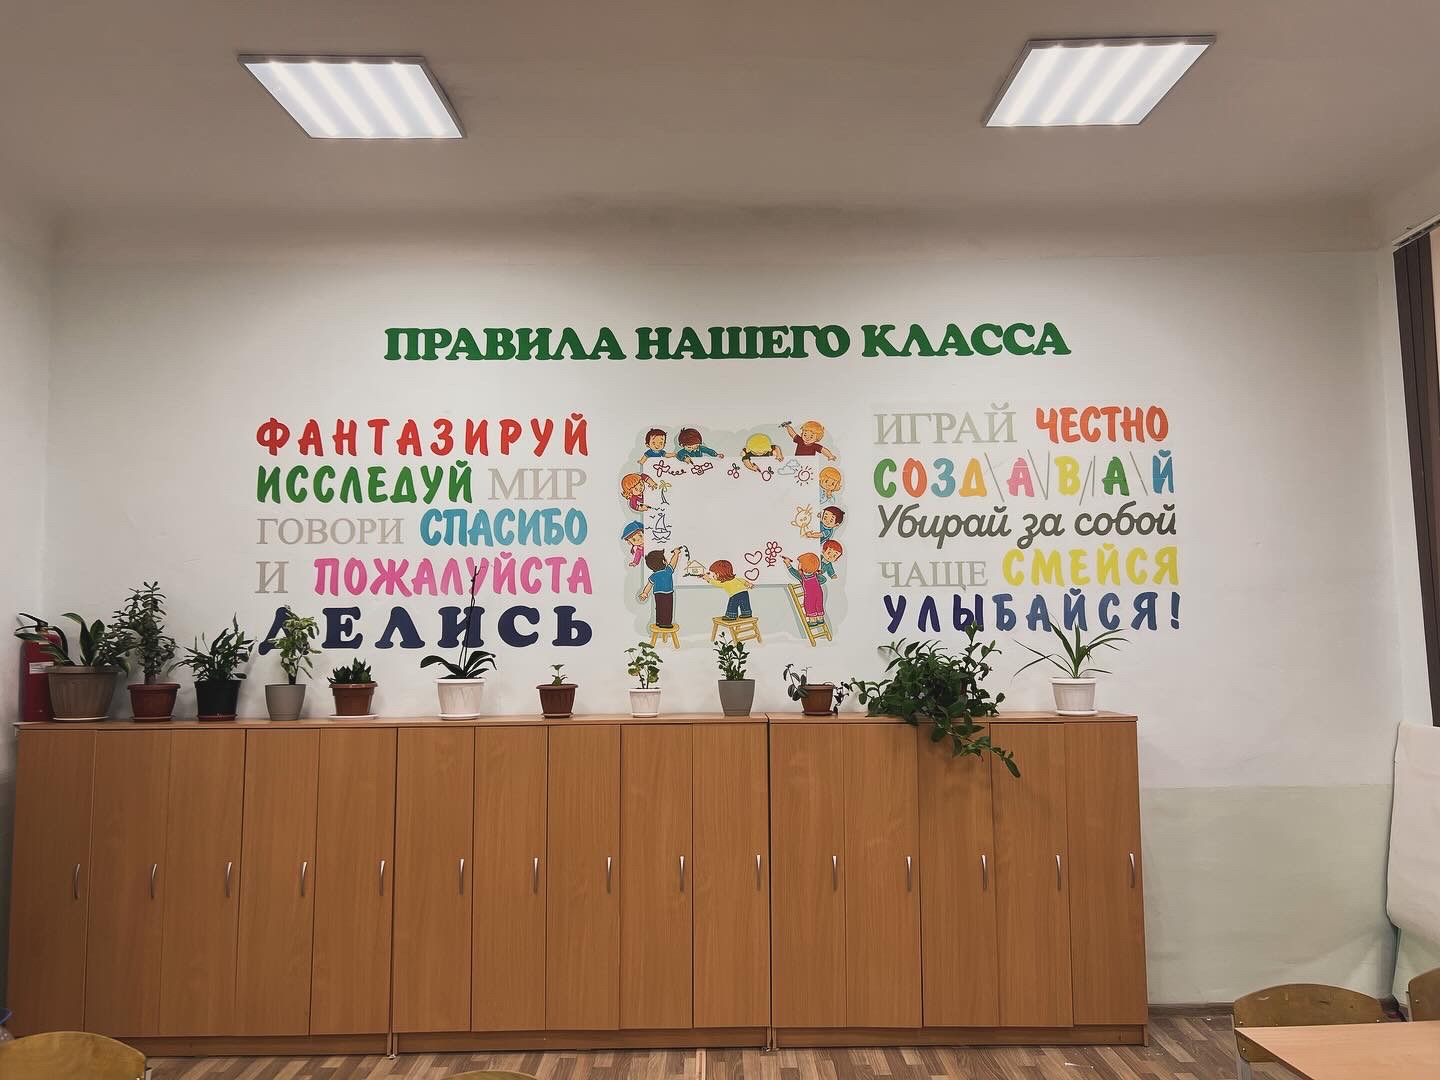 ПРАВИЛА НАШЕГО КЛАССА
ФАНТАЗИРУЙ
ИССЛЕДУЙ МИР
ГОВОРИ СПАСИБО
И ПОЖАЛУЙСТА
ДЕЛИСЬ
ИГРАЙ ЧЕСТНО
СОЗДАВАЙ
Убирай за собой
ЧАЩЕ СМЕЙСЯ
УЛЫБАЙСЯ!